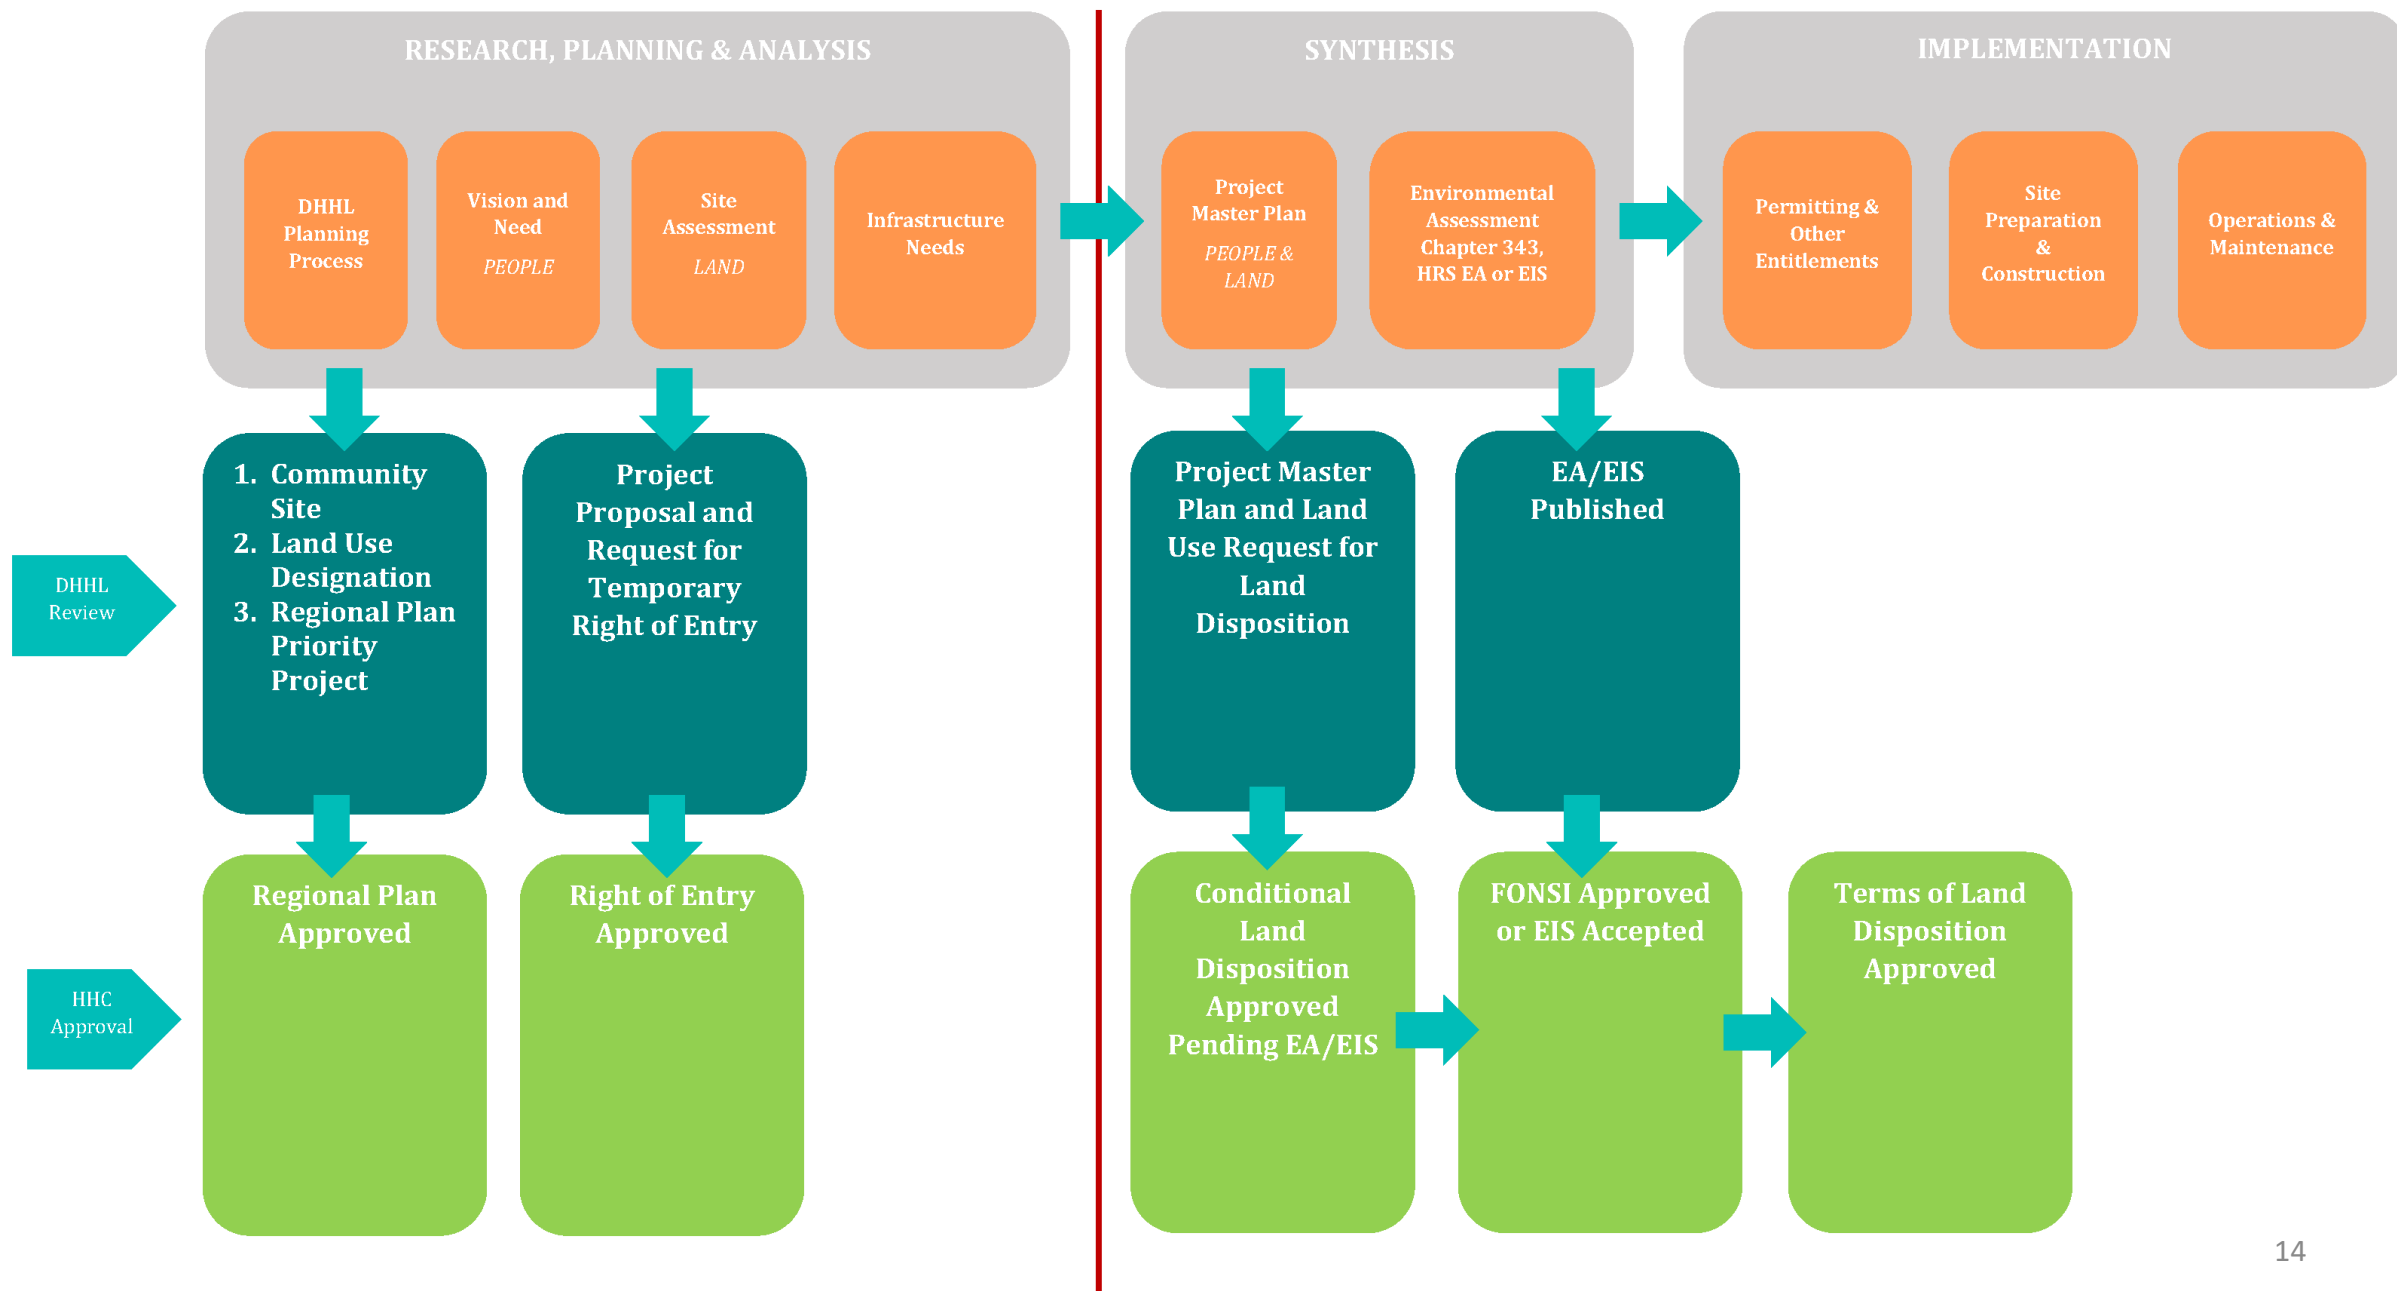 RESEARCH, PLANNING & ANALYSIS
DHHL
Planning
Process
Vision and
Need
PEOPLE
Site
Assessment
LAND
Infrastructure
Needs
SYNTHESIS
Project
Master Plan
PEOPLE &
LAND
Environmental
Assessment
Chapter 343,
HRS EA or EIS
IMPLEMENTATION
Permitting &
Other
Entitlements
Site
Preparation
&
Construction
Operations &
Maintenance
DHHL
Review
1. Community
Site
2. Land Use
Designation
3. Regional Plan
Priority
Project
Project
Proposal and
Request for
Temporary
Right of Entry
Project Master
Plan and Land
Use Request for
Land
Disposition
EA/EIS
Published
HHC
Approval
Regional Plan
Approved
Right of Entry
Approved
Conditional
Land
Disposition
Approved
Pending EA/EIS
FONSI Approved
or EIS Accepted
Terms of Land
Disposition
Approved
14